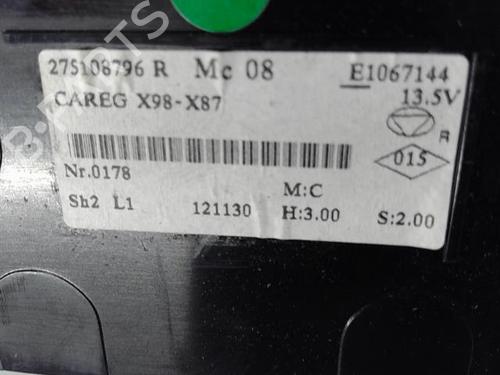 275108796 R Mc 08 E1067144
CAREG X98-X87 13.5V
R
015
Nr.0178
M:C
Sh2 L1 121130 H:3.00 S:2.00